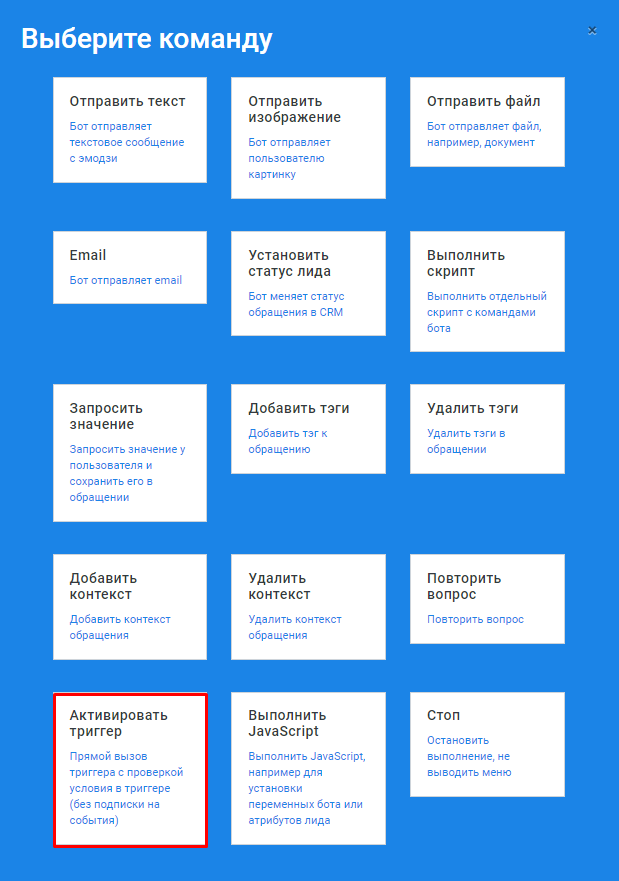 Выберите команду
×
Отправить текст
Бот отправляет
текстовое сообщение
с эмодзи
Отправить
изображение
Бот отправляет
пользователю
картинку
Отправить файл
Бот отправляет файл,
например, документ
Email
Бот отправляет email
Установить
статус лида
Бот меняет статус
обращения в CRM
Выполнить
скрипт
Выполнить отдельный
скрипт с командами
бота
Запросить
значение
Запросить значение у
пользователя и
сохранить его в
обращении
Добавить тэги
Добавить тэг к
обращению
Удалить тэги
Удалить тэги в
обращении
Добавить
контекст
Добавить контекст
обращения
Удалить
контекст
Удалить контекст
обращения
Повторить
вопрос
Повторить вопрос
Активировать
триггер
Прямой вызов
триггера с проверкой
условия в триггере
(без подписки на
события)
Выполнить
JavaScript
Выполнить JavaScript,
например для
установки
переменных бота или
атрибутов лида
Стоп
Остановить
выполнение, не
выводить меню